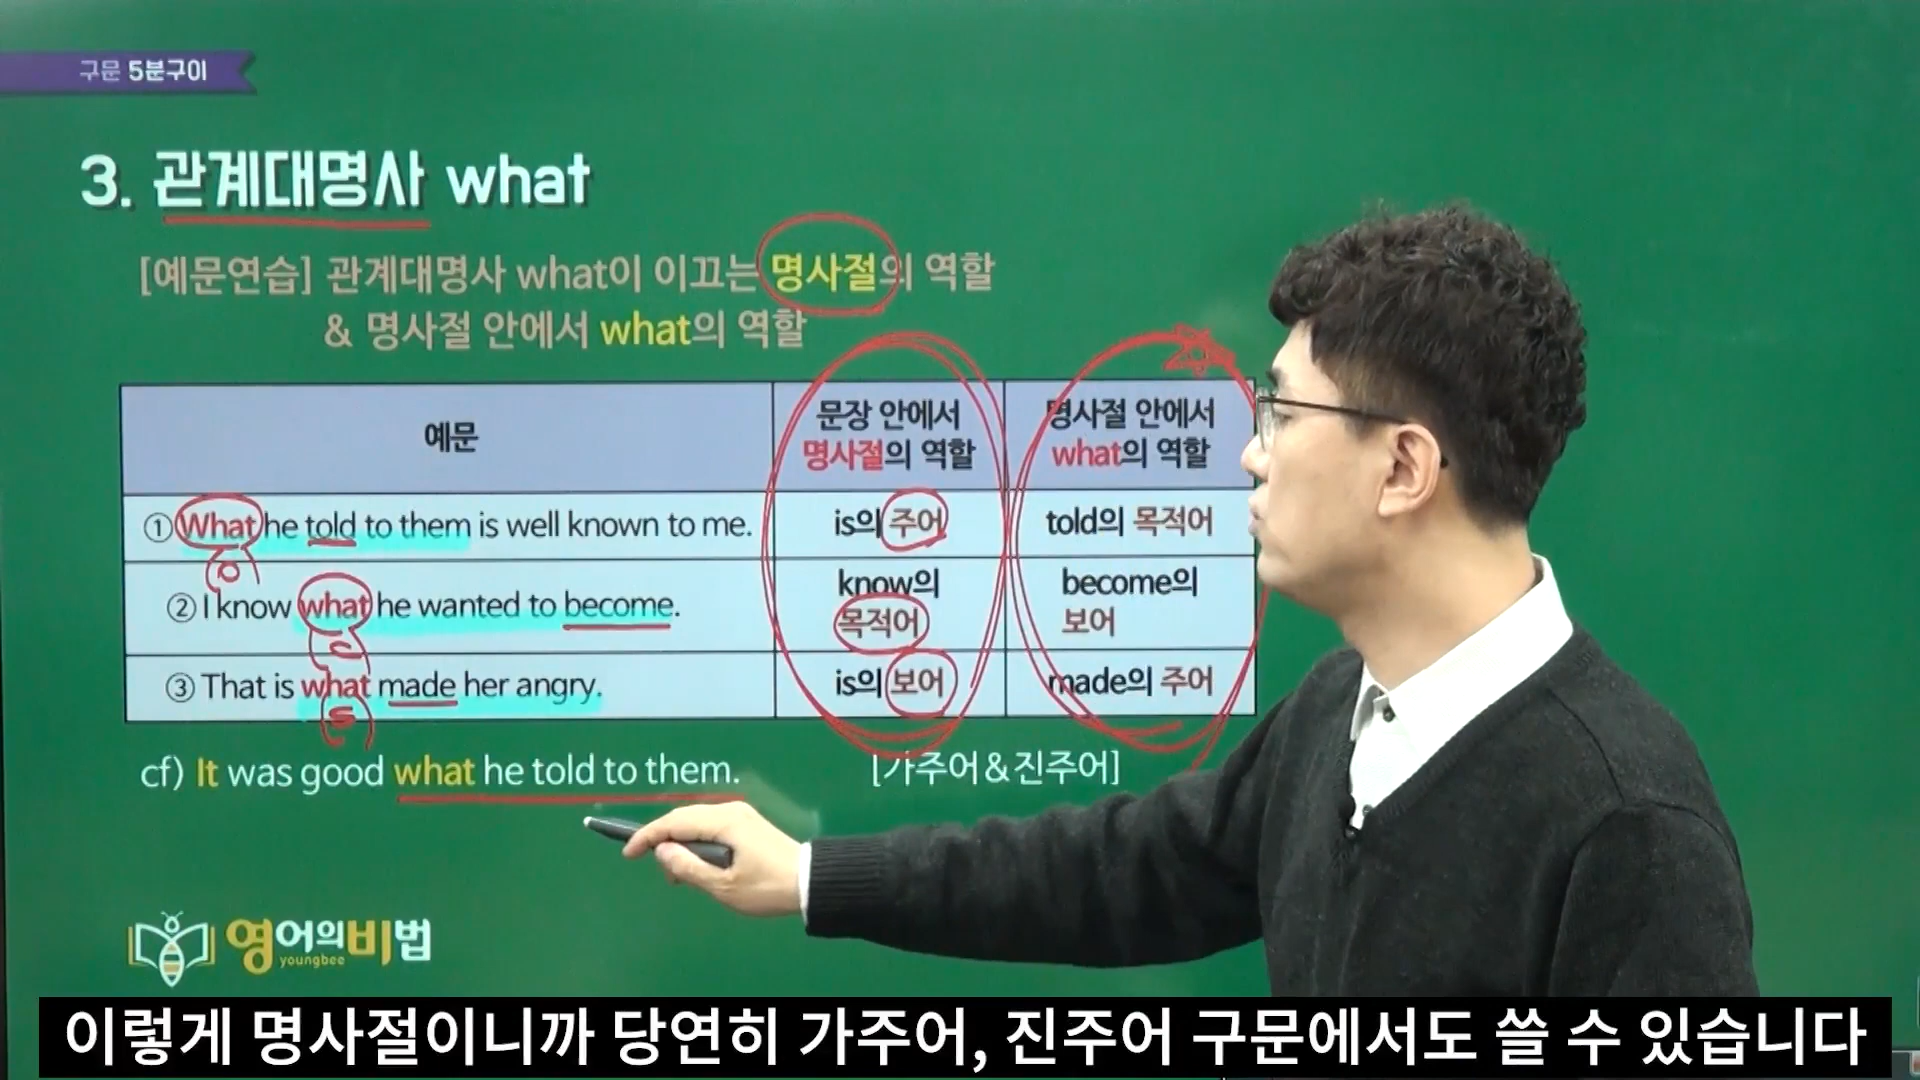 구문 5분구이
3. 관계대명사 what
[예문연습] 관계대명사 what이 이끄는 명사절의 역할
& 명사절 안에서 what의 역할
예문
문장 안에서
명사절의 역할
명사절 안에서
what의 역할
① What he told to them is well known to me.
is의 주어
told의 목적어
O
② I know what he wanted to become.
know의
목적어
become의
보어
C
③ That is what made her angry.
is의 보어
made의 주어
S
cf) It was good what he told to them.
[가주어&진주어]
영어의비법
youngbee
이렇게 명사절이니까 당연히 가주어, 진주어 구문에서도 쓸 수 있습니다